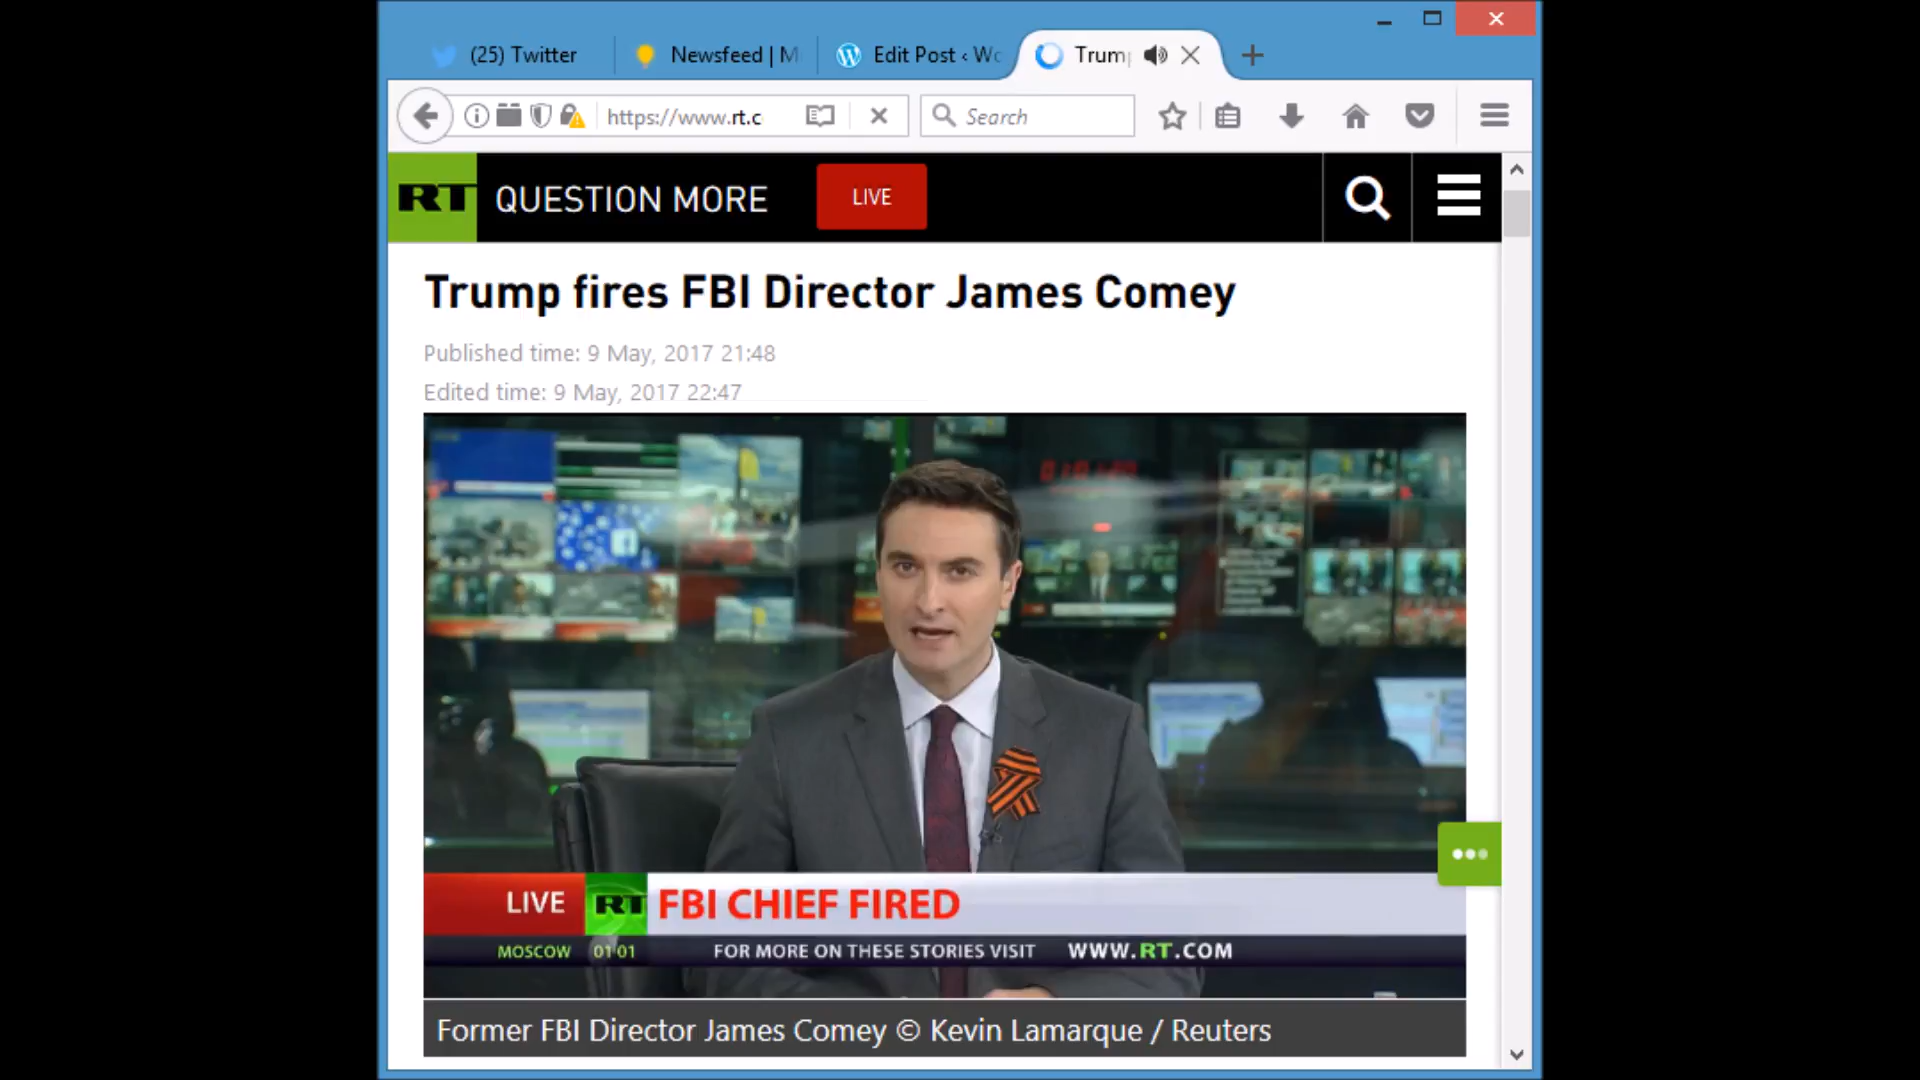 (25) Twitter
Newsfeed | M
Edit Post ‹ Wo
Trump
https://www.rt.c
Search
RT
QUESTION MORE
LIVE
Trump fires FBI Director James Comey
Published time: 9 May, 2017 21:48
Edited time: 9 May, 2017 22:47
LIVE
RT
FBI CHIEF FIRED
MOSCOW 01:01
FOR MORE ON THESE STORIES VISIT WWW.RT.COM
Former FBI Director James Comey © Kevin Lamarque / Reuters